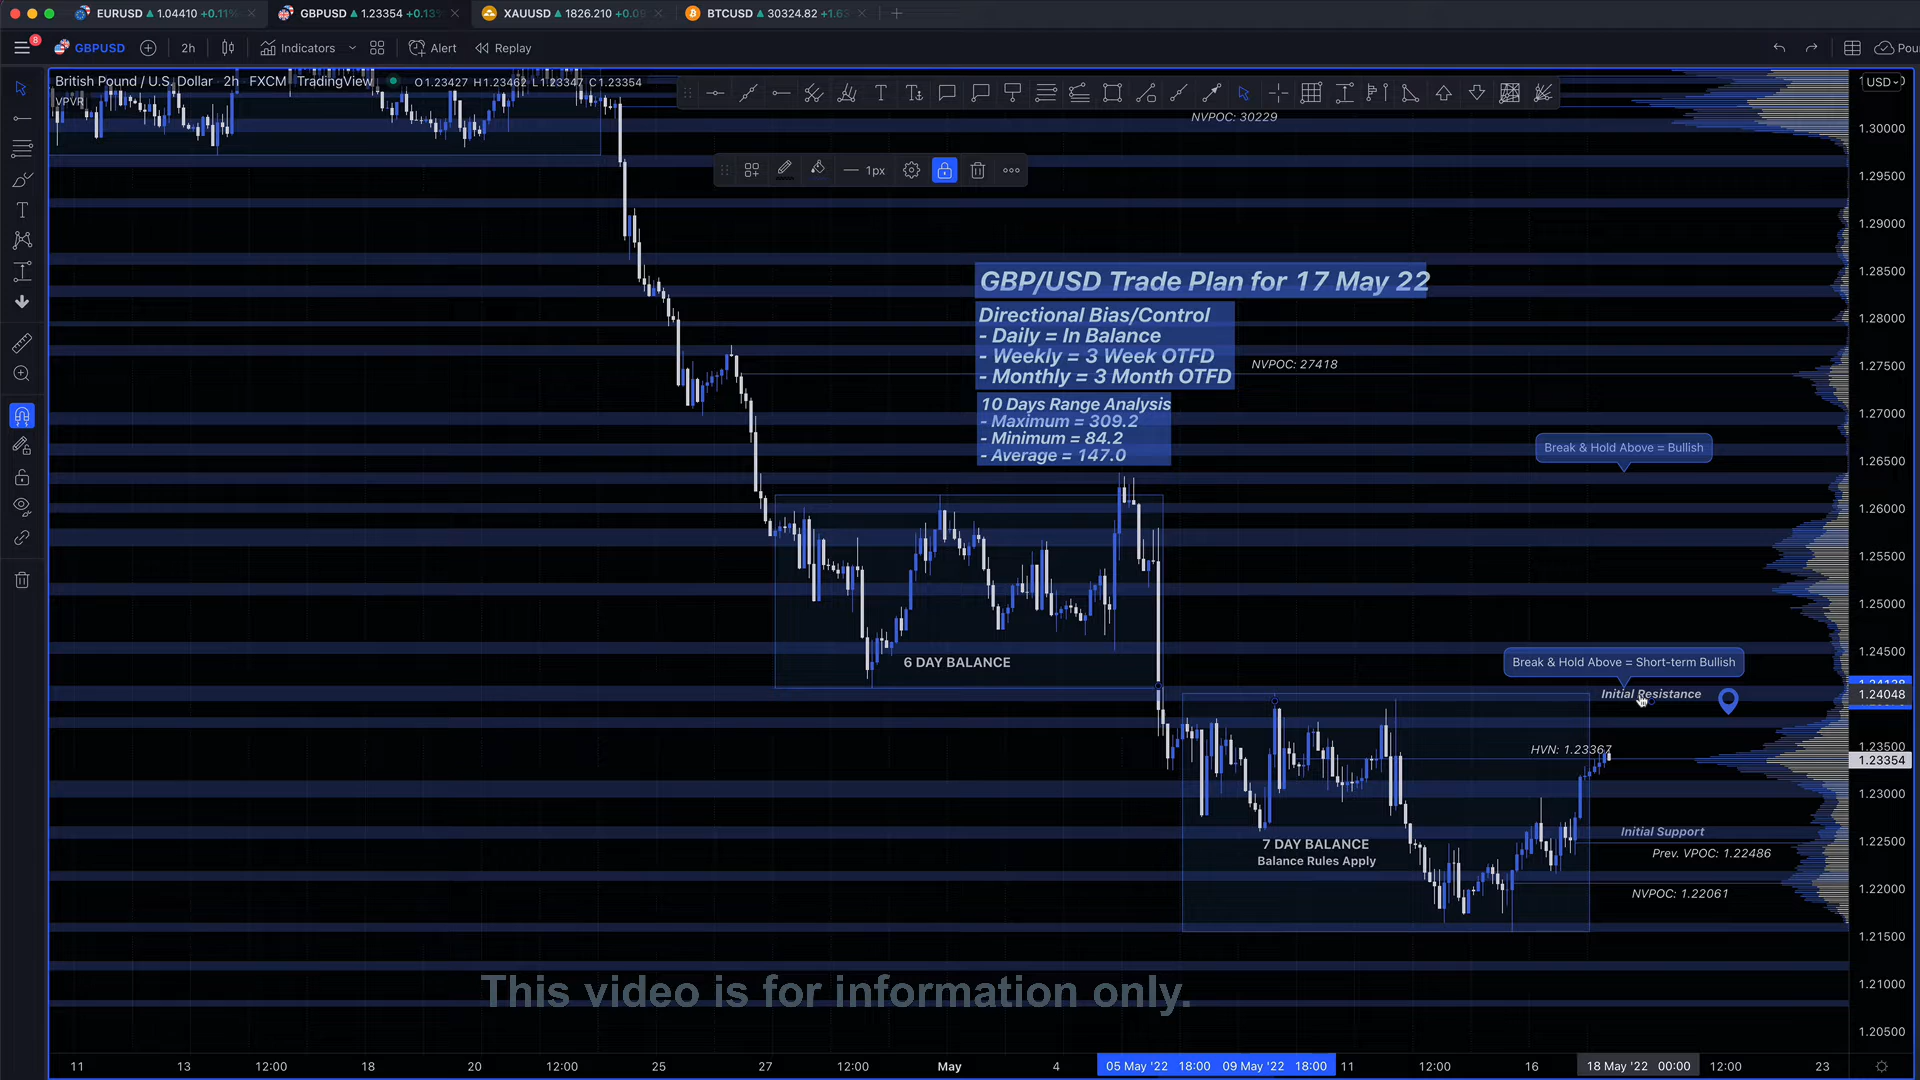 EURUSD ▲ 1.04410 +0.11%
GBPUSD ▲ 1.23354 +0.13%
XAUUSD ▲ 1826.210
BTCUSD ▲ 30324.82 +1.63
8
GBPUSD
2h
Indicators
Alert
Replay
British Pound / U.S. Dollar · 2h · FXCM · TradingView
O1.23427 H1.23462 L1.23347 C1.23354
VPVR
USD
1px
NVPOC: 30229
GBP/USD Trade Plan for 17 May 22
Directional Bias/Control
- Daily = In Balance
- Weekly = 3 Week OTFD
- Monthly = 3 Month OTFD
NVPOC: 27418
10 Days Range Analysis
- Maximum = 309.2
- Minimum = 84.2
- Average = 147.0
Break & Hold Above = Bullish
6 DAY BALANCE
Break & Hold Above = Short-term Bullish
Initial Resistance
HVN: 1.23367
Initial Support
7 DAY BALANCE
Balance Rules Apply
Prev. VPOC: 1.22486
NVPOC: 1.22061
This video is for information only.
1.30000
1.29500
1.29000
1.28500
1.28000
1.27500
1.27000
1.26500
1.26000
1.25500
1.25000
1.24500
1.24048
1.23500
1.23354
1.23000
1.22500
1.22000
1.21500
1.21000
1.20500
11 13 12:00 18 20 12:00 25 27 12:00 May 4 05 May '22 18:00 09 May '22 18:00 11 12:00 16 18 May '22 00:00 12:00 23